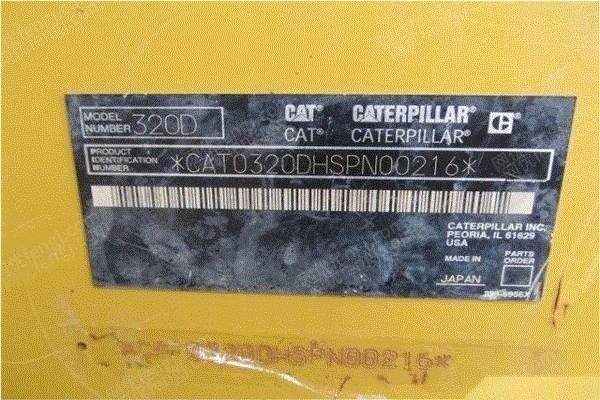 MODEL NUMBER 320D
CAT® CATERPILLAR®
CAT® CATERPILLAR®
PRODUCT IDENTIFICATION NUMBER *CAT0320DHSPN00216*
CATERPILLAR INC.
PEORIA, IL 61629
USA
MADE IN
JAPAN
PARTS ORDER
0320DHSPN00216*